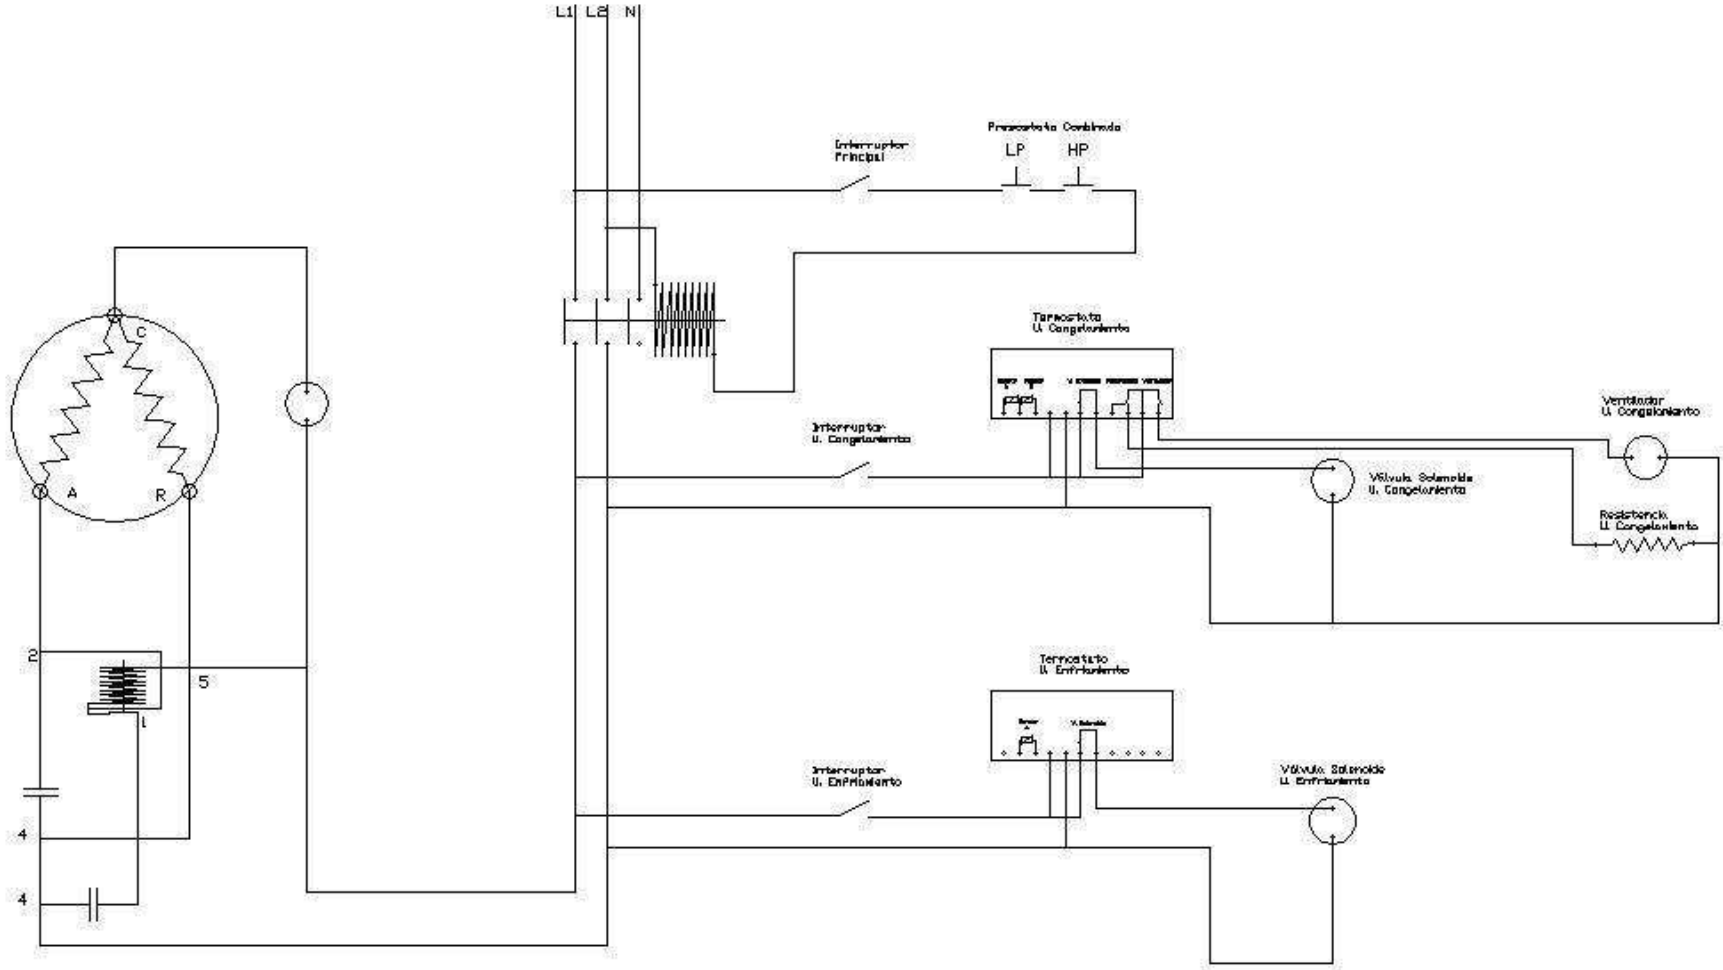 L1 L2 N
Presostato Combinado
LP HP
Interruptor
Principal
C
A R
Termostato
U. Congelamiento
Interruptor
U. Congelamiento
Ventilador
U. Congelamiento
Válvula Solenoide
U. Congelamiento
Resistencia
U. Congelamiento
2
5
1
4
4
Termostato
U. Enfriamiento
Interruptor
U. Enfriamiento
Válvula Solenoide
U. Enfriamiento